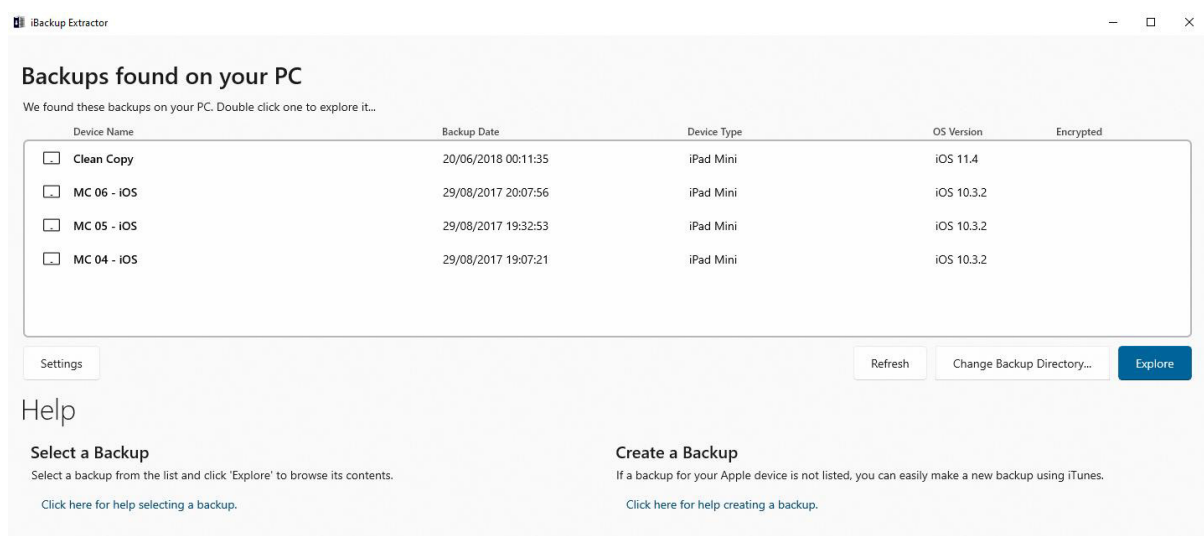 iBackup Extractor
Backups found on your PC
We found these backups on your PC. Double click one to explore it...
Device Name Backup Date Device Type OS Version Encrypted
Clean Copy 20/06/2018 00:11:35 iPad Mini iOS 11.4
MC 06 - iOS 29/08/2017 20:07:56 iPad Mini iOS 10.3.2
MC 05 - iOS 29/08/2017 19:32:53 iPad Mini iOS 10.3.2
MC 04 - iOS 29/08/2017 19:07:21 iPad Mini iOS 10.3.2
Settings Refresh Change Backup Directory... Explore
Help
Select a Backup
Select a backup from the list and click 'Explore' to browse its contents.
Click here for help selecting a backup.
Create a Backup
If a backup for your Apple device is not listed, you can easily make a new backup using iTunes.
Click here for help creating a backup.